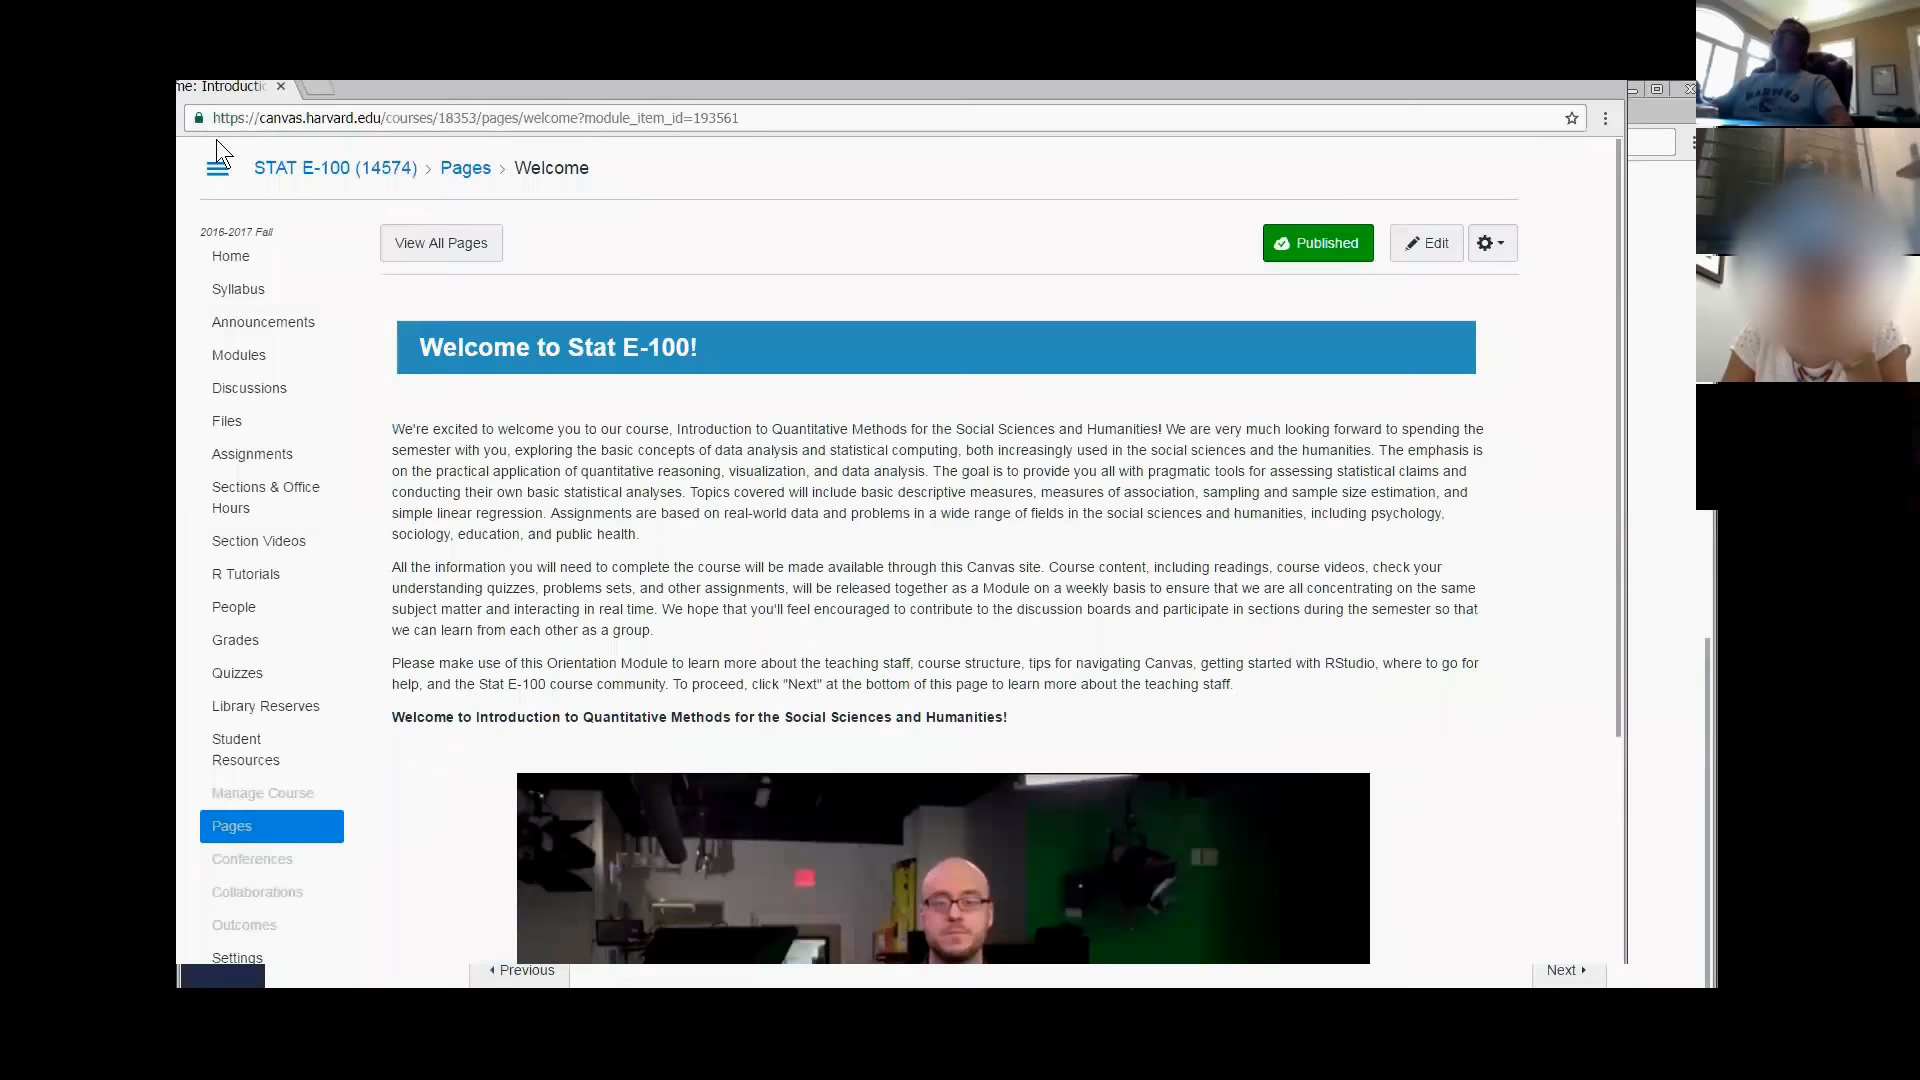 me: Introducti
https://canvas.harvard.edu/courses/18353/pages/welcome?module_item_id=193561
STAT E-100 (14574) › Pages › Welcome
2016-2017 Fall
Home
Syllabus
Announcements
Modules
Discussions
Files
Assignments
Sections & Office
Hours
Section Videos
R Tutorials
People
Grades
Quizzes
Library Reserves
Student
Resources
Manage Course
Pages
Conferences
Collaborations
Outcomes
Settings
View All Pages
Published
Edit
Welcome to Stat E-100!
We're excited to welcome you to our course, Introduction to Quantitative Methods for the Social Sciences and Humanities! We are very much looking forward to spending the
semester with you, exploring the basic concepts of data analysis and statistical computing, both increasingly used in the social sciences and the humanities. The emphasis is
on the practical application of quantitative reasoning, visualization, and data analysis. The goal is to provide you all with pragmatic tools for assessing statistical claims and
conducting their own basic statistical analyses. Topics covered will include basic descriptive measures, measures of association, sampling and sample size estimation, and
simple linear regression. Assignments are based on real-world data and problems in a wide range of fields in the social sciences and humanities, including psychology,
sociology, education, and public health.
All the information you will need to complete the course will be made available through this Canvas site. Course content, including readings, course videos, check your
understanding quizzes, problems sets, and other assignments, will be released together as a Module on a weekly basis to ensure that we are all concentrating on the same
subject matter and interacting in real time. We hope that you'll feel encouraged to contribute to the discussion boards and participate in sections during the semester so that
we can learn from each other as a group.
Please make use of this Orientation Module to learn more about the teaching staff, course structure, tips for navigating Canvas, getting started with RStudio, where to go for
help, and the Stat E-100 course community. To proceed, click "Next" at the bottom of this page to learn more about the teaching staff.
Welcome to Introduction to Quantitative Methods for the Social Sciences and Humanities!
Previous
Next
HARVARD